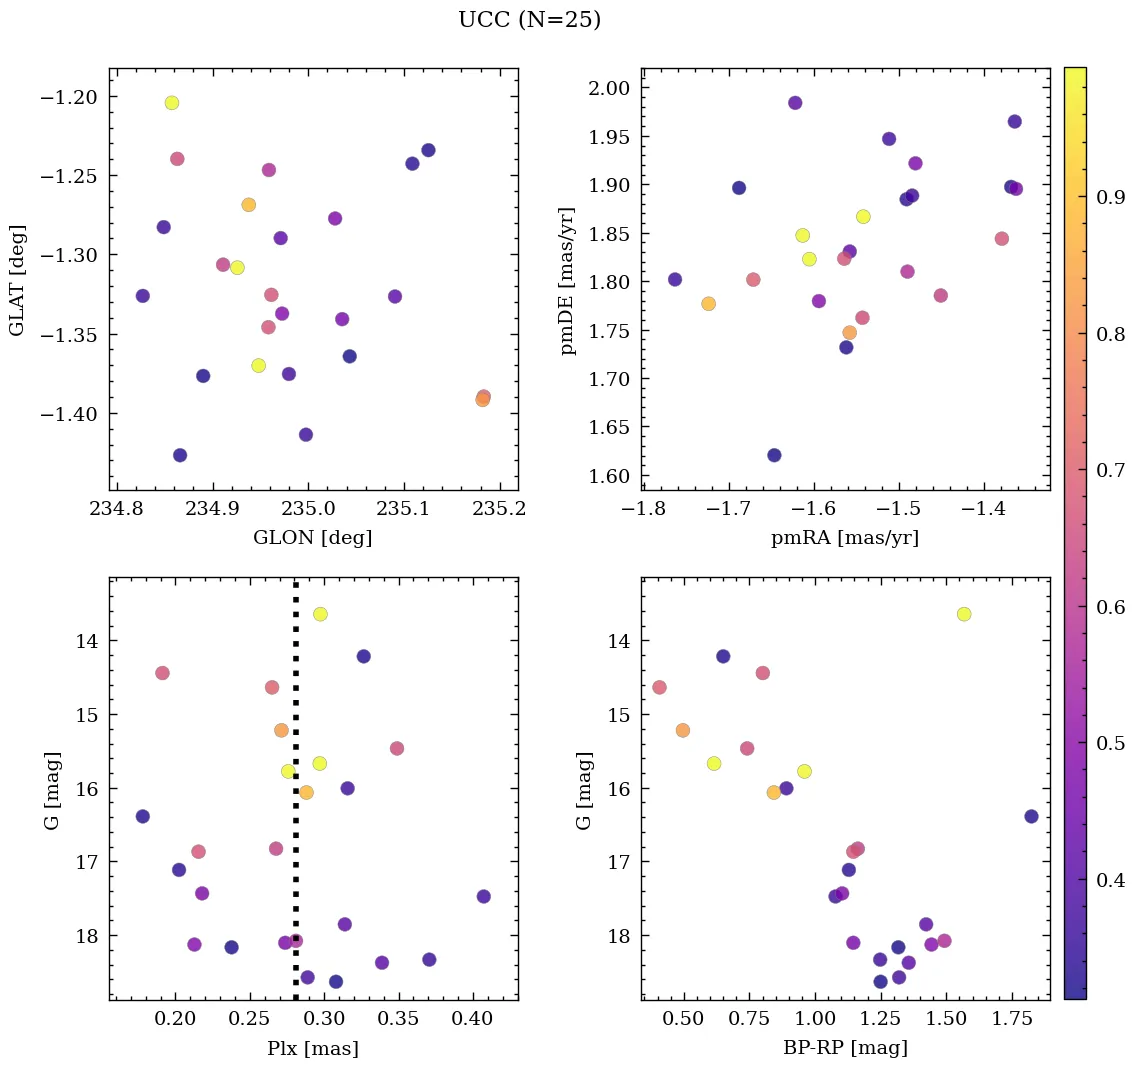 UCC (N=25)
−1.20
−1.25
−1.30
−1.35
−1.40
GLAT [deg]
234.8 234.9 235.0 235.1 235.2
GLON [deg]
2.00
1.95
1.90
1.85
1.80
1.75
1.70
1.65
1.60
pmDE [mas/yr]
−1.8 −1.7 −1.6 −1.5 −1.4
pmRA [mas/yr]
14
15
16
17
18
G [mag]
0.20 0.25 0.30 0.35 0.40
Plx [mas]
14
15
16
17
18
G [mag]
0.50 0.75 1.00 1.25 1.50 1.75
BP-RP [mag]
0.9
0.8
0.7
0.6
0.5
0.4